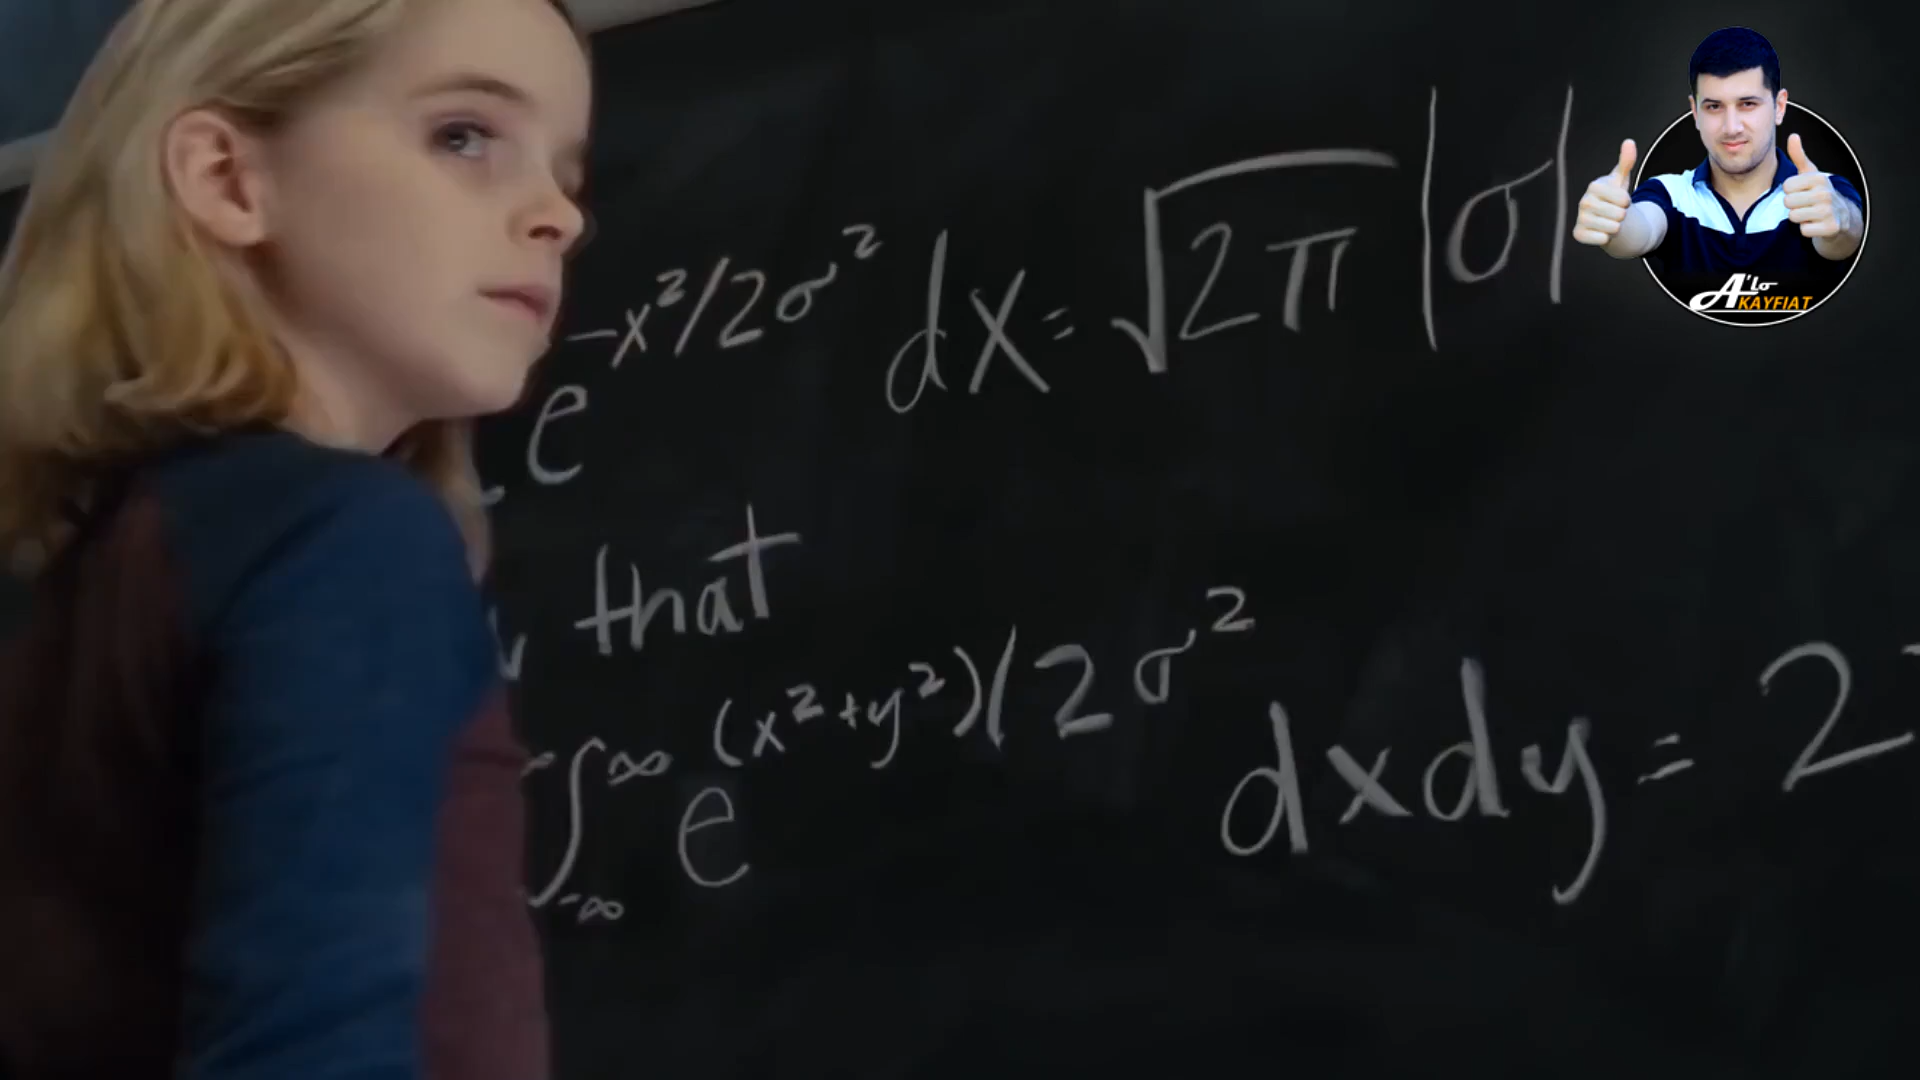 e^{-x²/2σ²} dx = √2π |σ|
that
∫_{-∞}^{∞} e^{(x²+y²)/2σ²} dxdy = 2
A'lo KAYFIAT